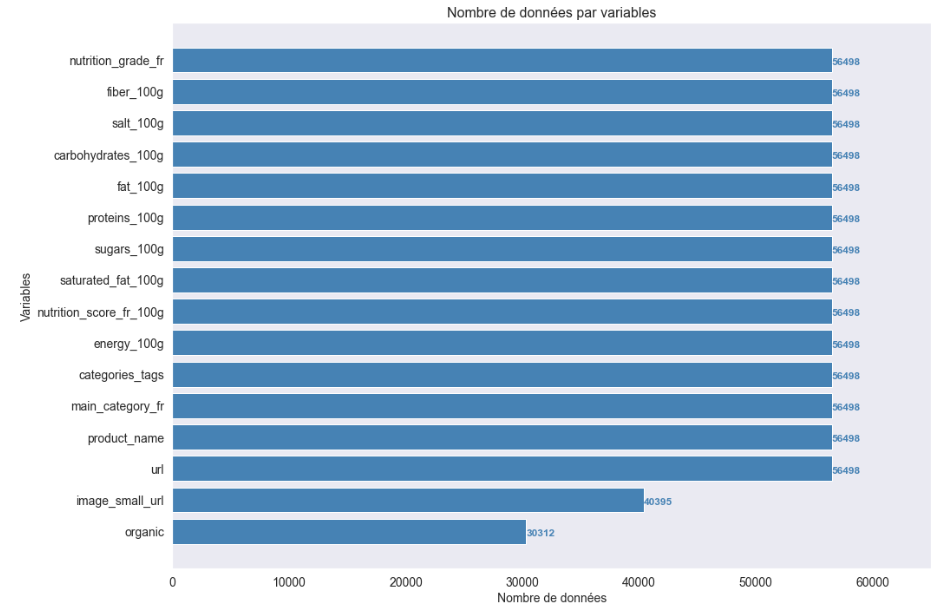 Nombre de données par variables
Variables
nutrition_grade_fr 56498
fiber_100g 56498
salt_100g 56498
carbohydrates_100g 56498
fat_100g 56498
proteins_100g 56498
sugars_100g 56498
saturated_fat_100g 56498
nutrition_score_fr_100g 56498
energy_100g 56498
categories_tags 56498
main_category_fr 56498
product_name 56498
url 56498
image_small_url 40395
organic 30312
0 10000 20000 30000 40000 50000 60000
Nombre de données